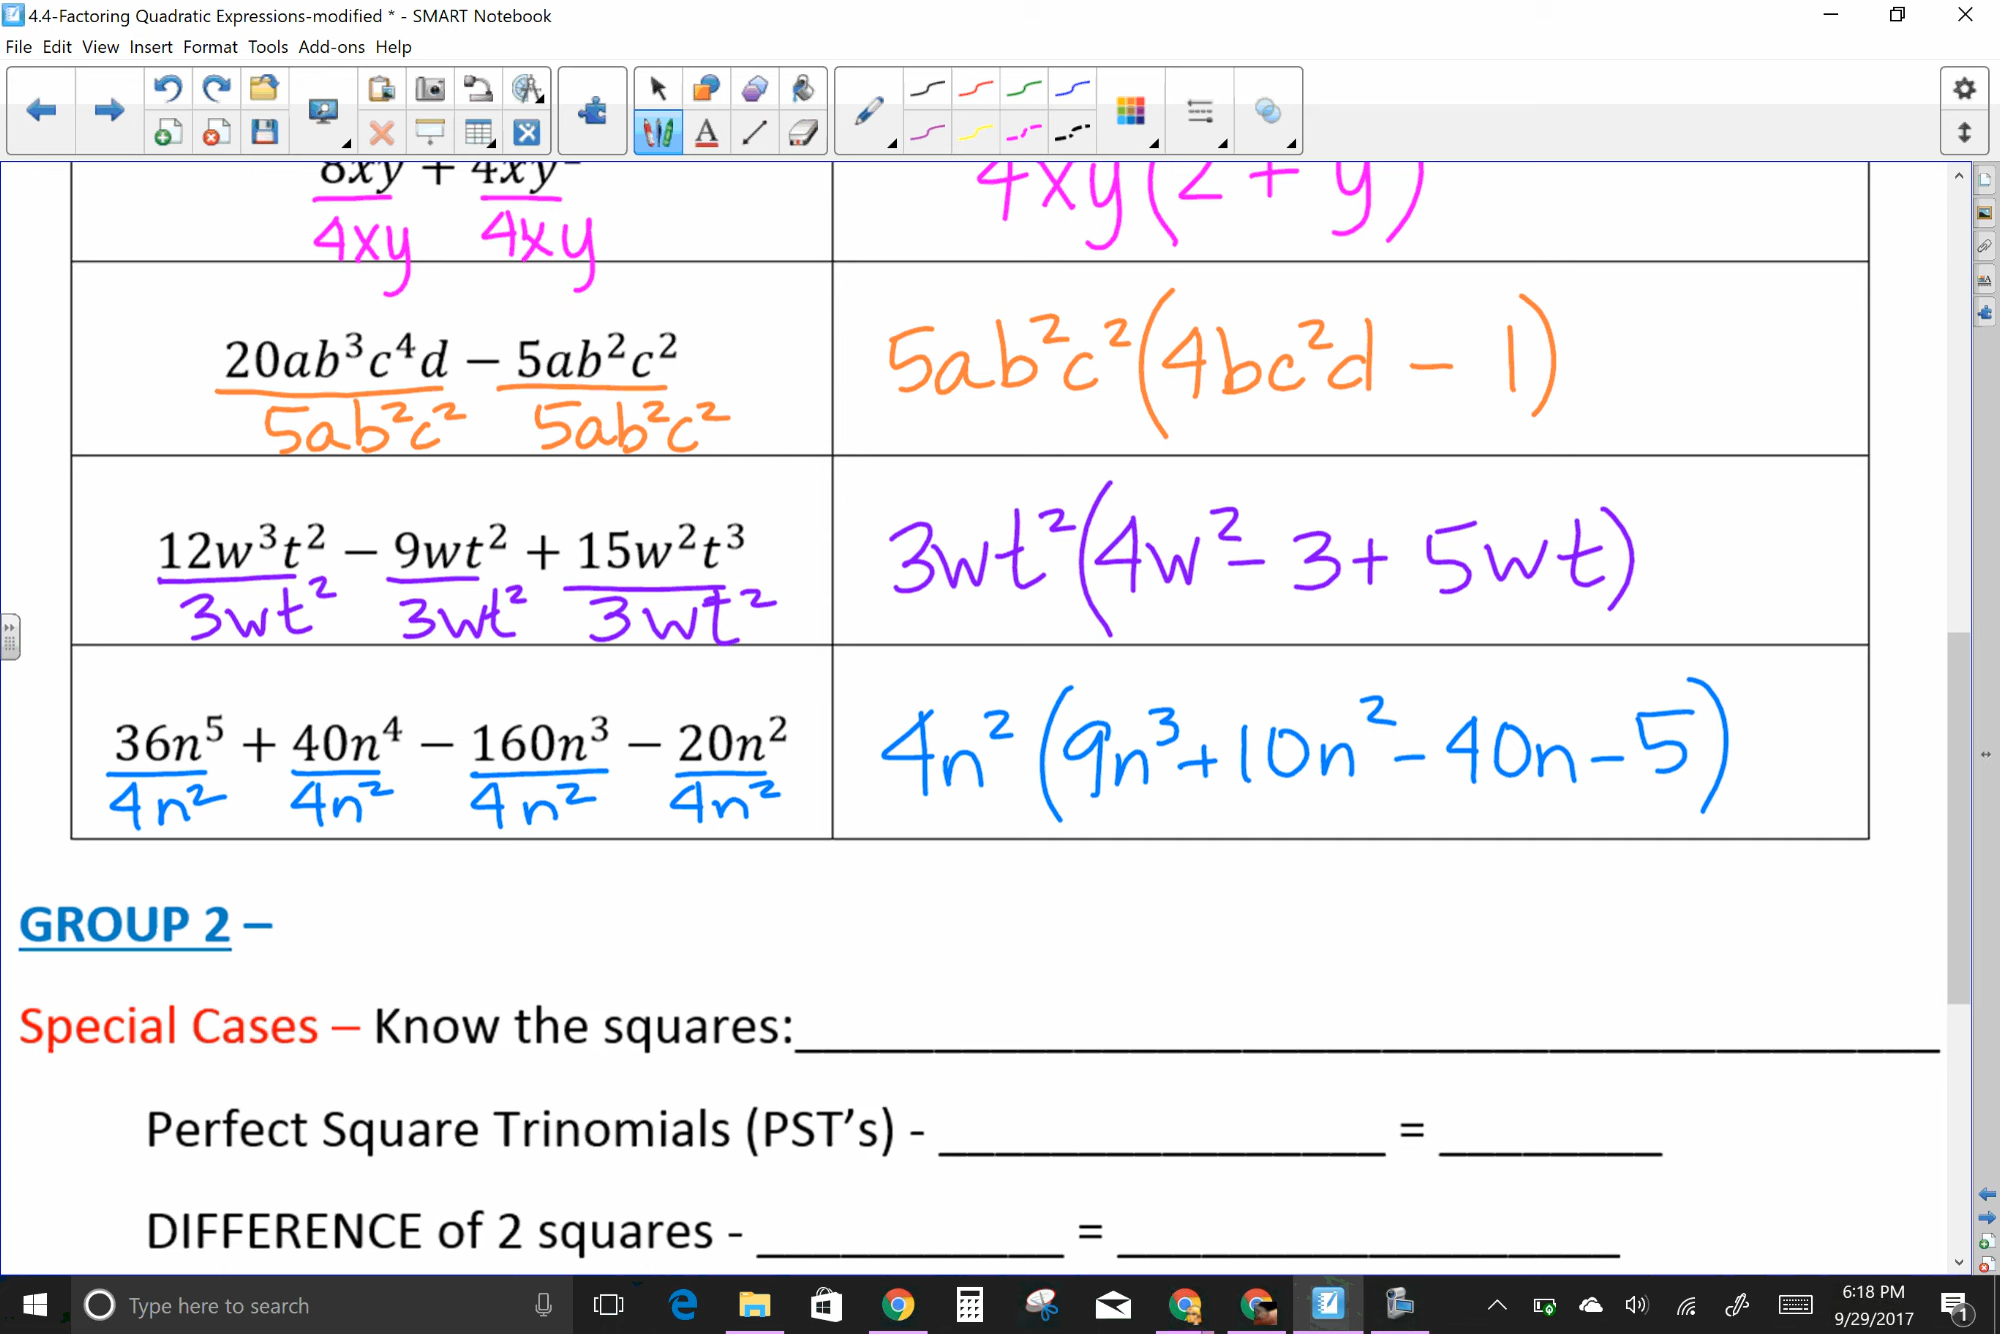 4.4-Factoring Quadratic Expressions-modified * - SMART Notebook
File Edit View Insert Format Tools Add-ons Help
8xy + 4xy² 4xy(2 + y)
4xy 4xy
20ab³c⁴d − 5ab²c² 5ab²c²(4bc²d - 1)
5ab²c² 5ab²c²
12w³t² − 9wt² + 15w²t³ 3wt²(4w² - 3 + 5wt)
3wt² 3wt² 3wt²
36n⁵ + 40n⁴ − 160n³ − 20n² 4n²(9n³+10n²-40n-5)
4n² 4n² 4n² 4n²
GROUP 2 –
Special Cases – Know the squares:
Perfect Square Trinomials (PST’s) - =
DIFFERENCE of 2 squares - =
Type here to search
6:18 PM
9/29/2017
1